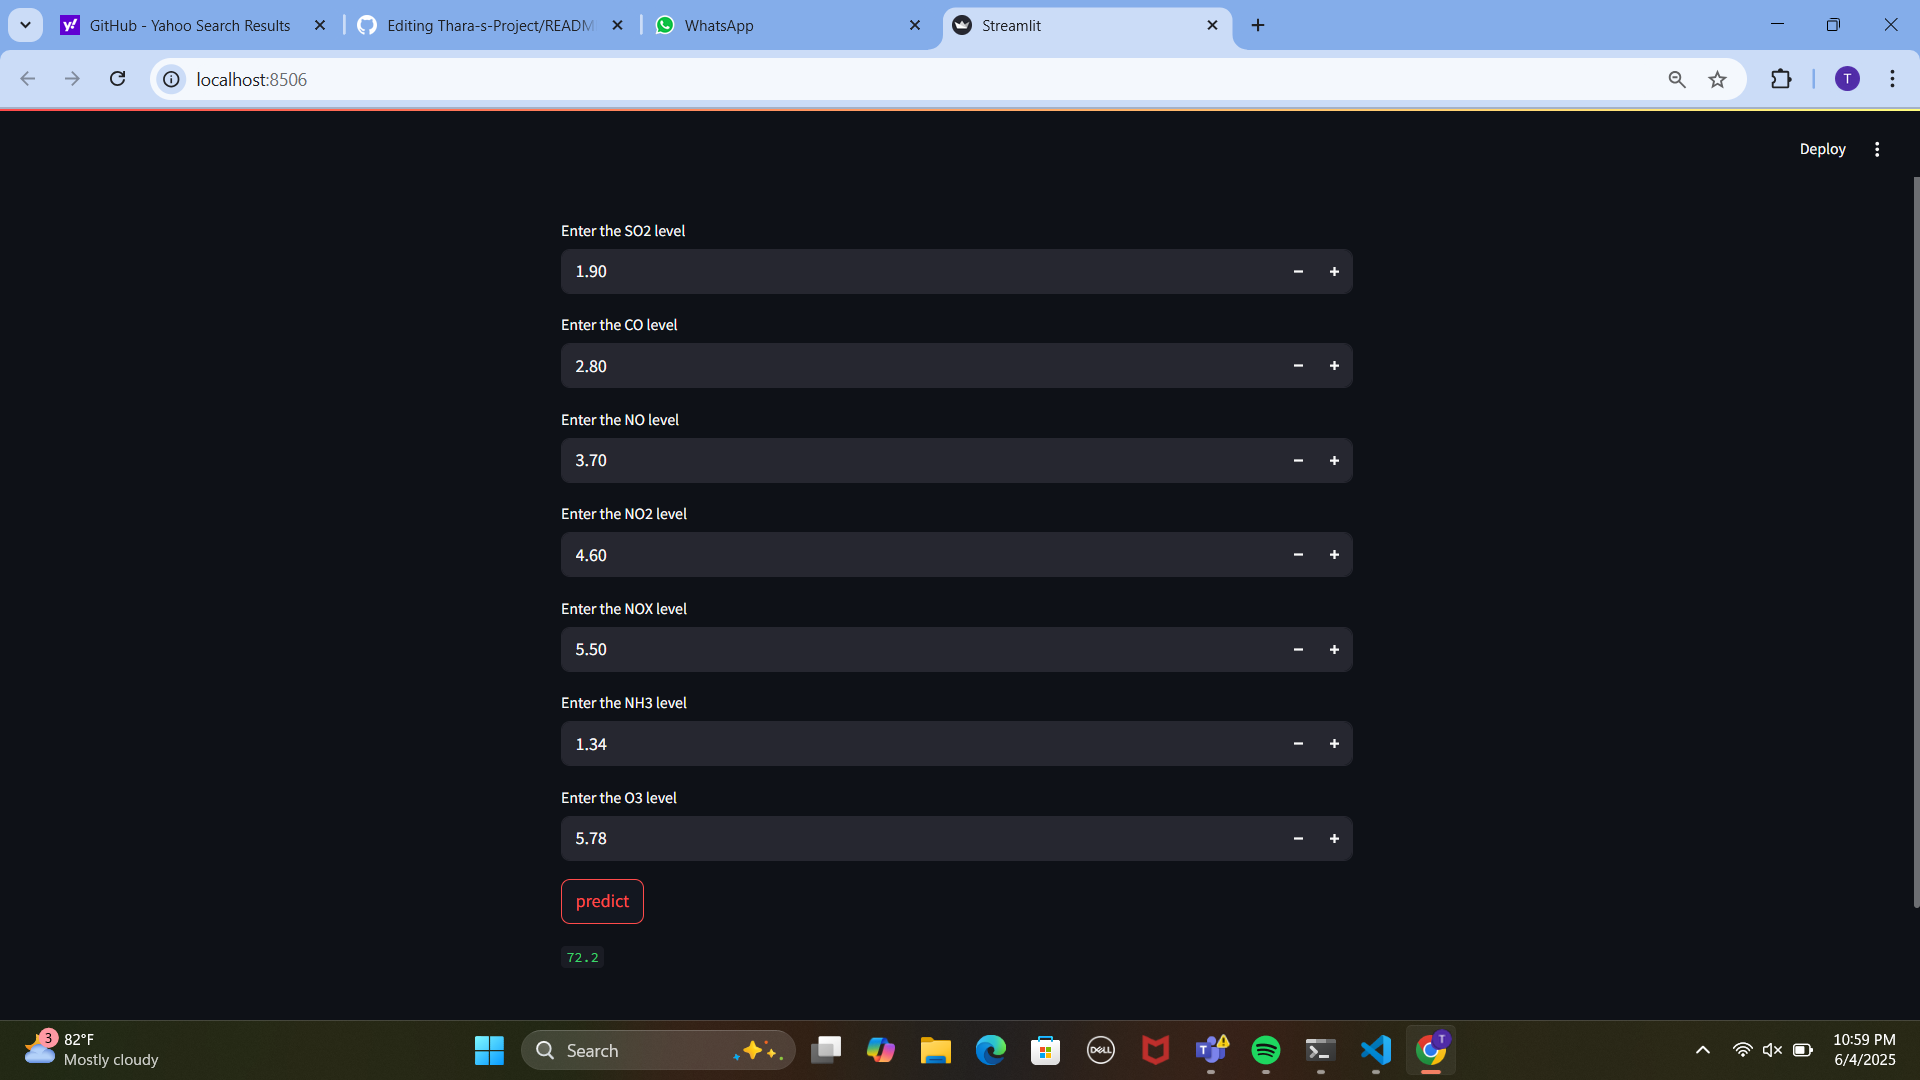 GitHub - Yahoo Search Results
Editing Thara-s-Project/READM
WhatsApp
Streamlit
localhost:8506
T
Deploy
Enter the SO2 level
1.90
Enter the CO level
2.80
Enter the NO level
3.70
Enter the NO2 level
4.60
Enter the NOX level
5.50
Enter the NH3 level
1.34
Enter the O3 level
5.78
predict
72.2
3
82°F
Mostly cloudy
Search
DELL
T
T
10:59 PM
6/4/2025